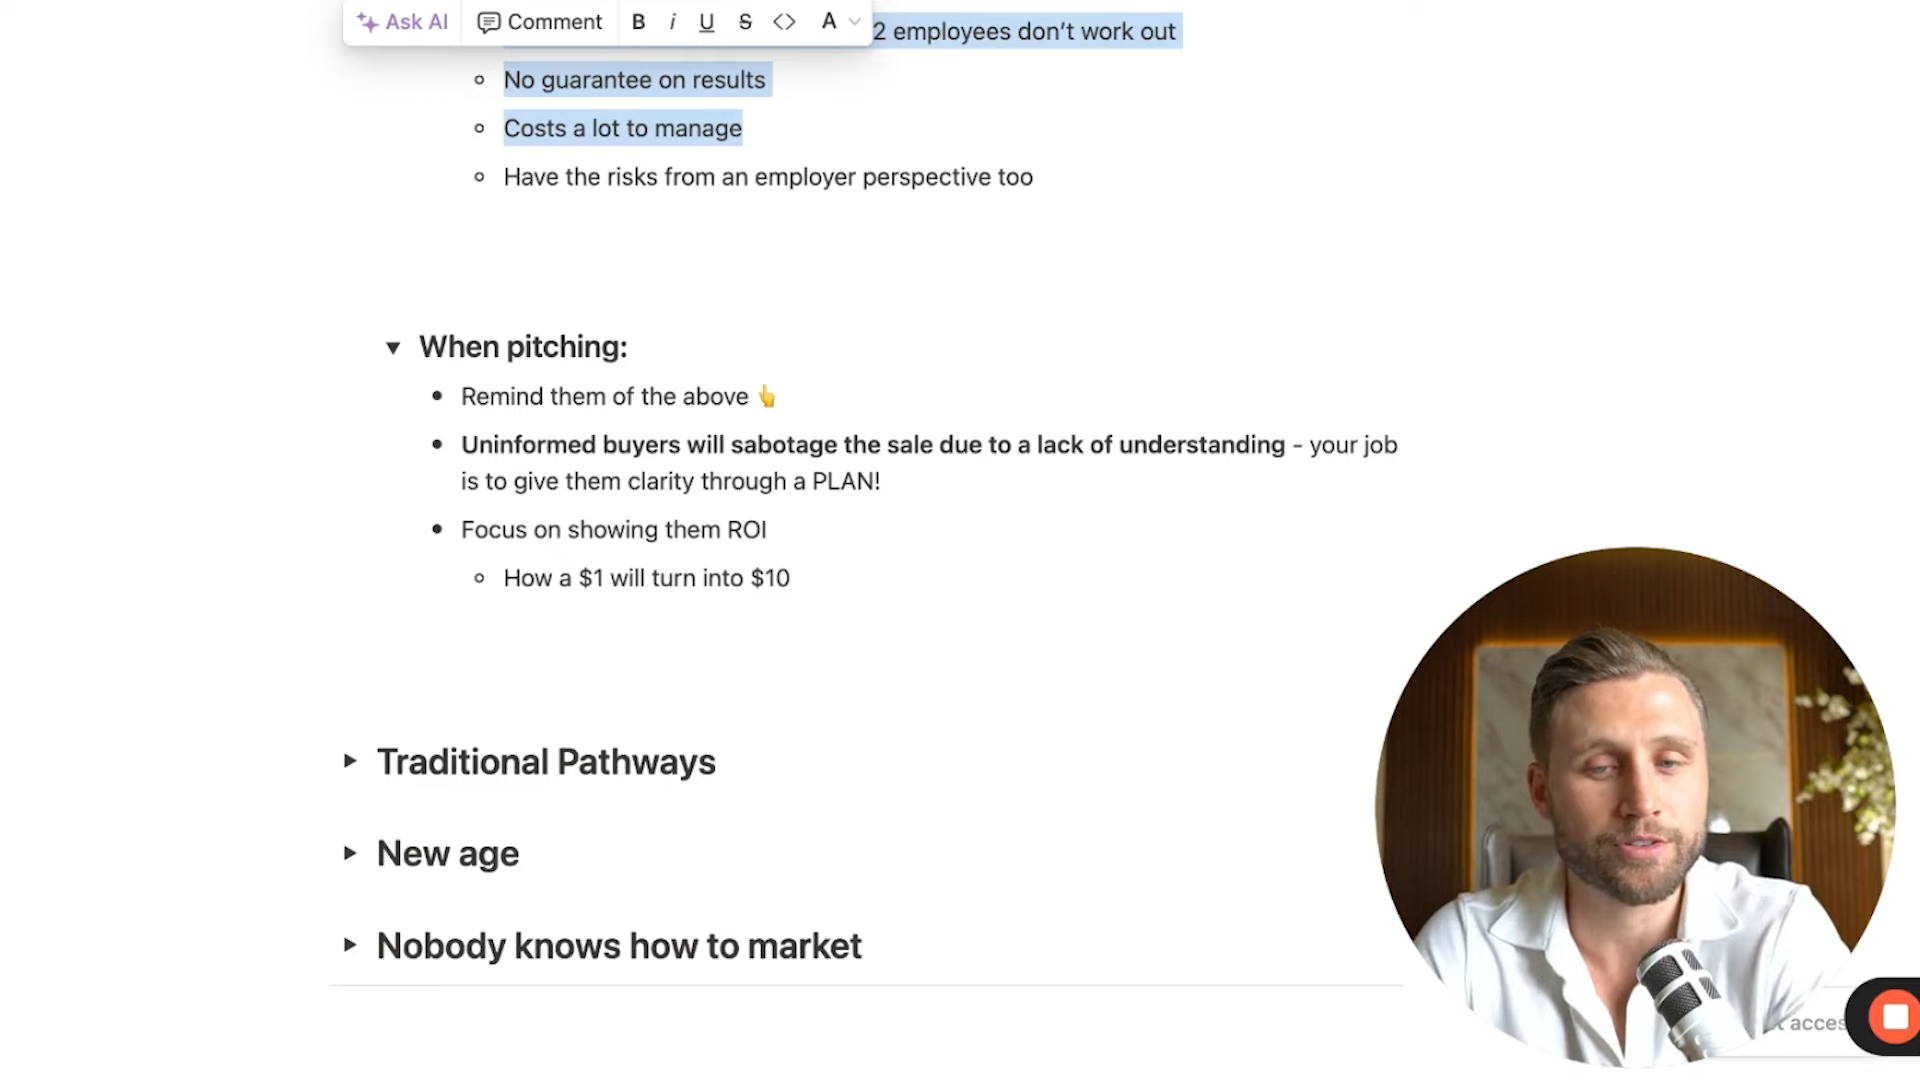 Ask AI Comment B i U S <> A 2 employees don’t work out
No guarantee on results
Costs a lot to manage
Have the risks from an employer perspective too
When pitching:
Remind them of the above 👆
Uninformed buyers will sabotage the sale due to a lack of understanding - your job
is to give them clarity through a PLAN!
Focus on showing them ROI
How a $1 will turn into $10
Traditional Pathways
New age
Nobody knows how to market